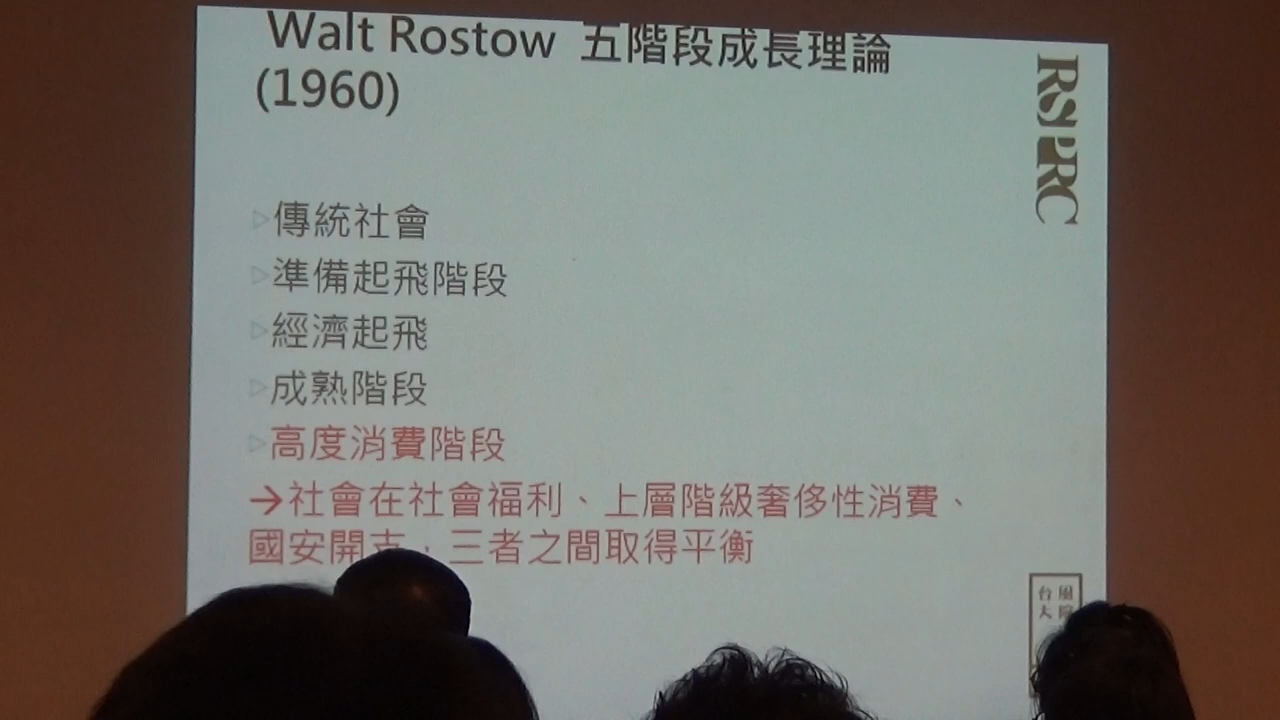 Walt Rostow 五階段成長理論
(1960)
RSPRC
傳統社會
準備起飛階段
經濟起飛
成熟階段
高度消費階段
→社會在社會福利、上層階級奢侈性消費、
國安開支，三者之間取得平衡
台大